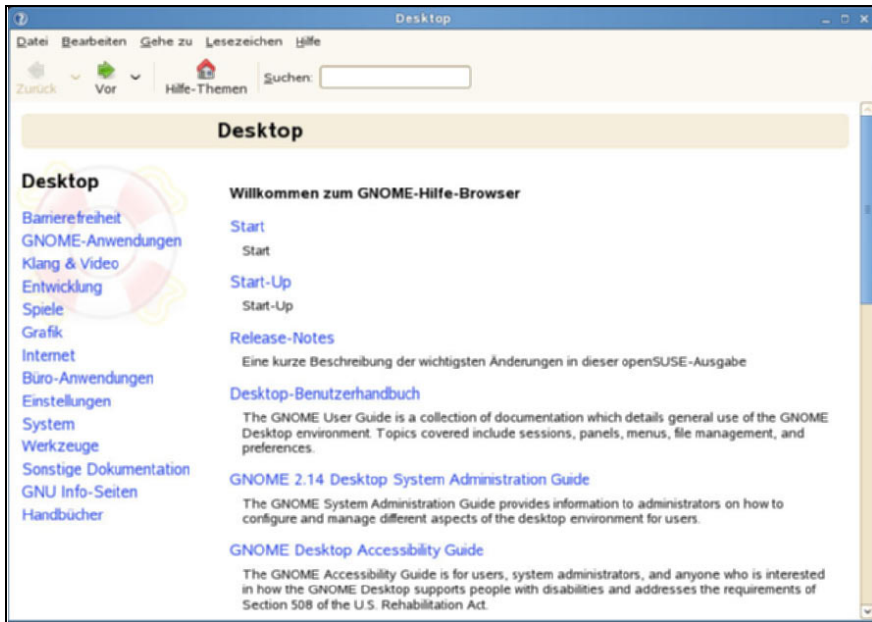 Desktop
Datei Bearbeiten Gehe zu Lesezeichen Hilfe
Zurück Vor Hilfe-Themen Suchen:
Desktop
Desktop
Barrierefreiheit
GNOME-Anwendungen
Klang & Video
Entwicklung
Spiele
Grafik
Internet
Büro-Anwendungen
Einstellungen
System
Werkzeuge
Sonstige Dokumentation
GNU Info-Seiten
Handbücher
Willkommen zum GNOME-Hilfe-Browser
Start
Start
Start-Up
Start-Up
Release-Notes
Eine kurze Beschreibung der wichtigsten Änderungen in dieser openSUSE-Ausgabe
Desktop-Benutzerhandbuch
The GNOME User Guide is a collection of documentation which details general use of the GNOME
Desktop environment. Topics covered include sessions, panels, menus, file management, and
preferences.
GNOME 2.14 Desktop System Administration Guide
The GNOME System Administration Guide provides information to administrators on how to
configure and manage different aspects of the desktop environment for users.
GNOME Desktop Accessibility Guide
The GNOME Accessibility Guide is for users, system administrators, and anyone who is interested
in how the GNOME Desktop supports people with disabilities and addresses the requirements of
Section 508 of the U.S. Rehabilitation Act.